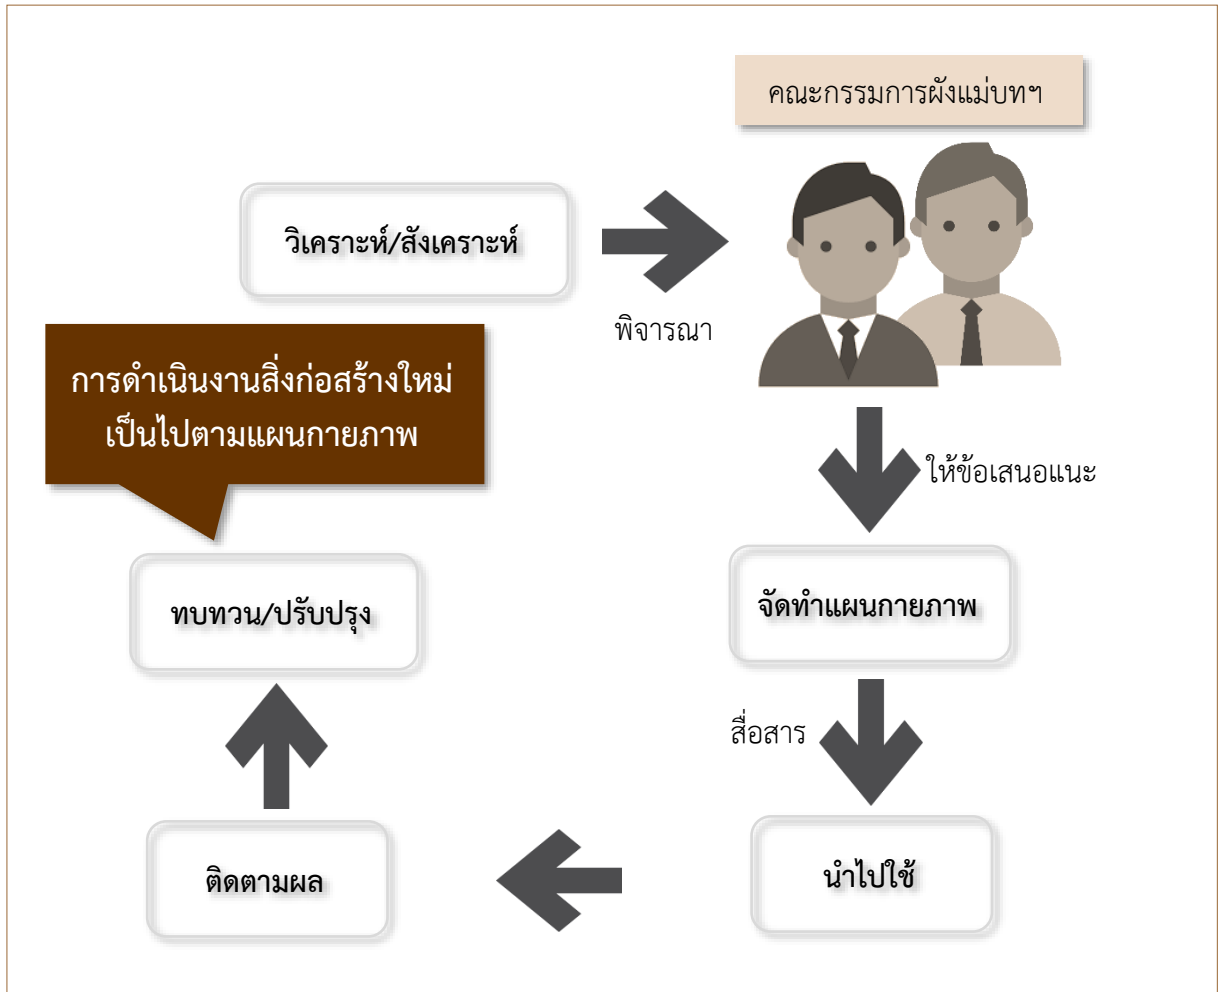 คณะกรรมการผังแม่บทฯ
วิเคราะห์/สังเคราะห์
พิจารณา
การดำเนินงานสิ่งก่อสร้างใหม่
เป็นไปตามแผนกายภาพ
ให้ข้อเสนอแนะ
ทบทวน/ปรับปรุง
จัดทำแผนกายภาพ
สื่อสาร
ติดตามผล
นำไปใช้